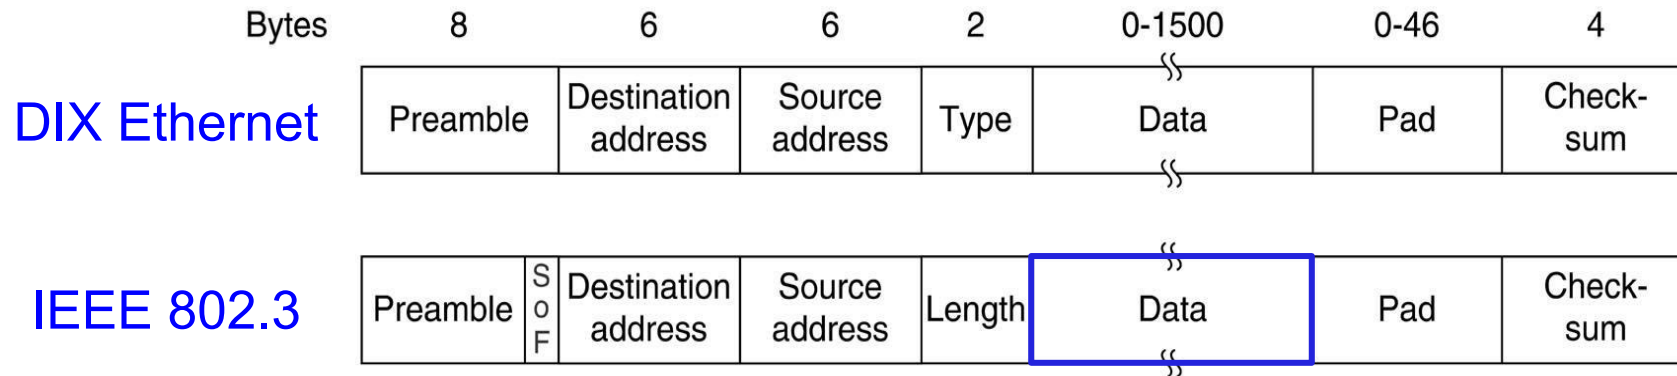 Bytes 8 6 6 2 0-1500 0-46 4
DIX Ethernet Preamble Destination address Source address Type Data Pad Check-sum
IEEE 802.3 Preamble SoF Destination address Source address Length Data Pad Check-sum